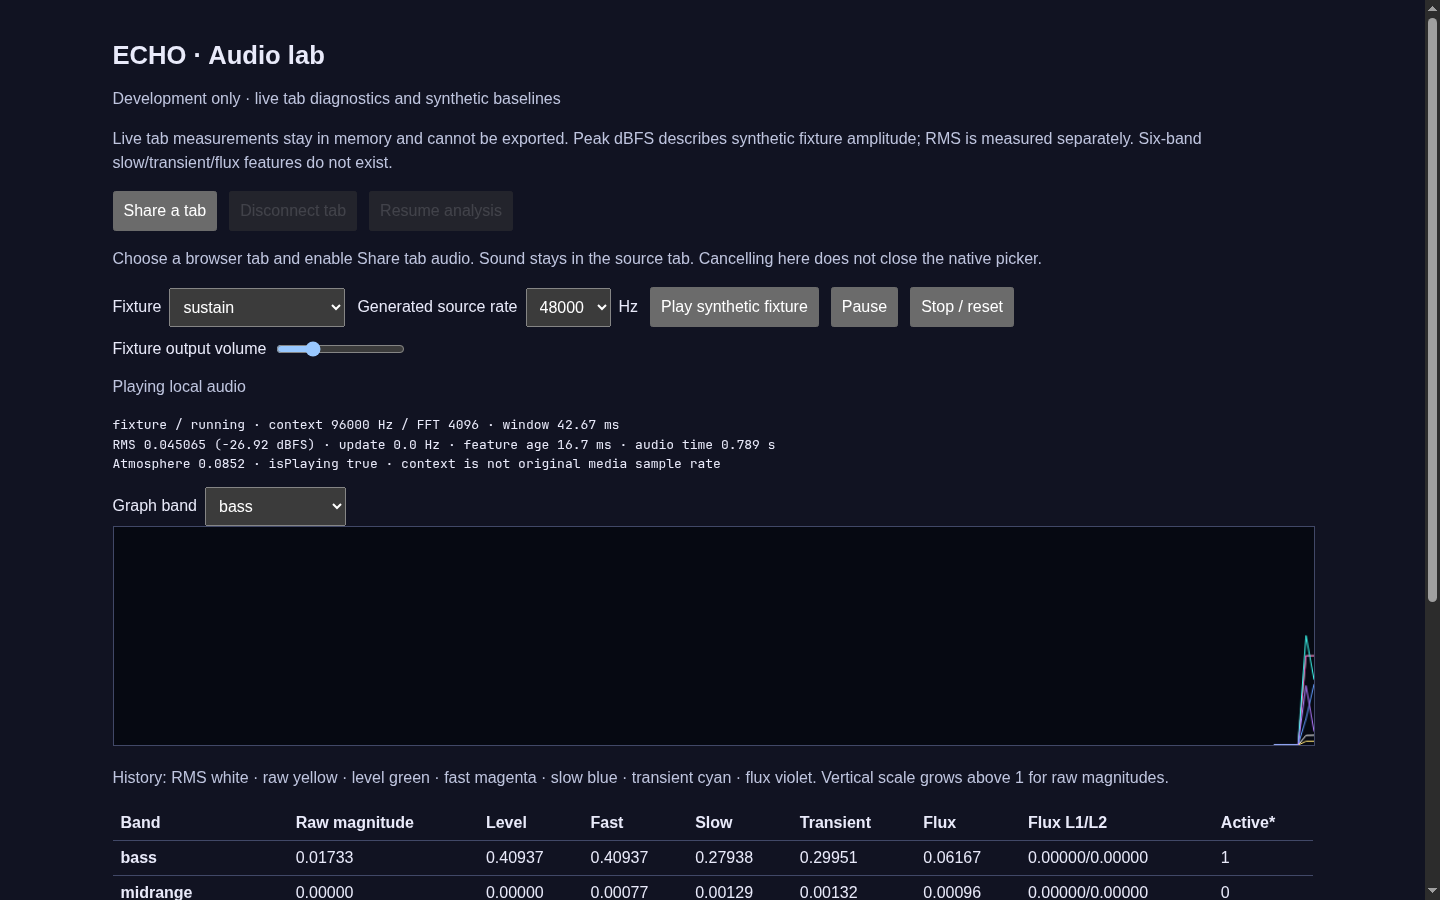 ECHO · Audio lab
Development only · live tab diagnostics and synthetic baselines
Live tab measurements stay in memory and cannot be exported. Peak dBFS describes synthetic fixture amplitude; RMS is measured separately. Six-band
slow/transient/flux features do not exist.
Share a tab Disconnect tab Resume analysis
Choose a browser tab and enable Share tab audio. Sound stays in the source tab. Cancelling here does not close the native picker.
Fixture sustain Generated source rate 48000 Hz Play synthetic fixture Pause Stop / reset
Fixture output volume
Playing local audio
fixture / running · context 96000 Hz / FFT 4096 · window 42.67 ms
RMS 0.045065 (-26.92 dBFS) · update 0.0 Hz · feature age 16.7 ms · audio time 0.789 s
Atmosphere 0.0852 · isPlaying true · context is not original media sample rate
Graph band bass
History: RMS white · raw yellow · level green · fast magenta · slow blue · transient cyan · flux violet. Vertical scale grows above 1 for raw magnitudes.
Band Raw magnitude Level Fast Slow Transient Flux Flux L1/L2 Active*
bass 0.01733 0.40937 0.40937 0.27938 0.29951 0.06167 0.00000/0.00000 1
midrange 0.00000 0.00000 0.00077 0.00129 0.00132 0.00096 0.00000/0.00000 0